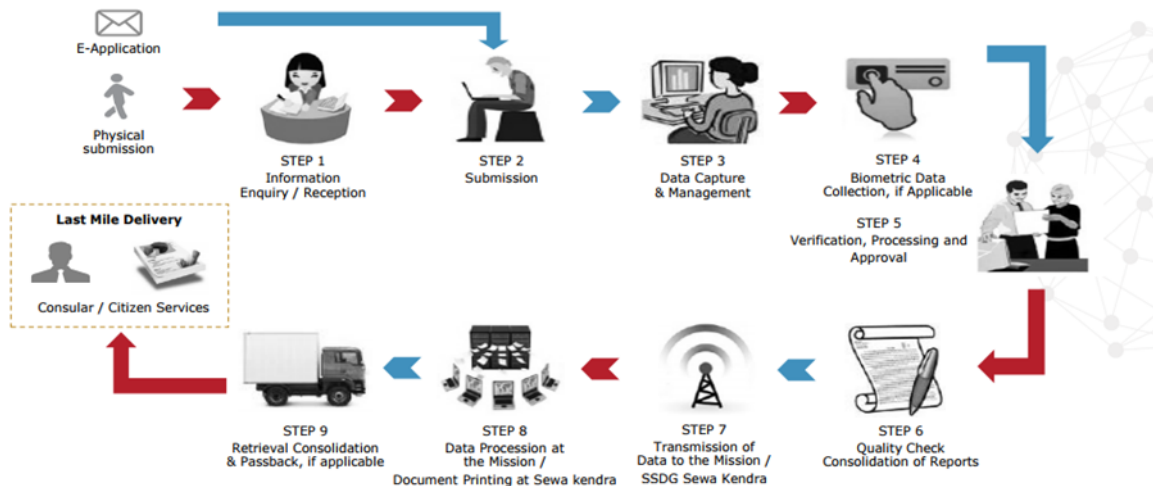 E-Application
Physical
submission
STEP 1
Information
Enquiry / Reception
STEP 2
Submission
STEP 3
Data Capture
& Management
STEP 4
Biometric Data
Collection, if Applicable
STEP 5
Verification, Processing and
Approval
STEP 6
Quality Check
Consolidation of Reports
STEP 7
Transmission of
Data to the Mission /
SSDG Sewa Kendra
STEP 8
Data Procession at
the Mission /
Document Printing at Sewa kendra
STEP 9
Retrieval Consolidation
& Passback, if applicable
Last Mile Delivery
Consular / Citizen Services